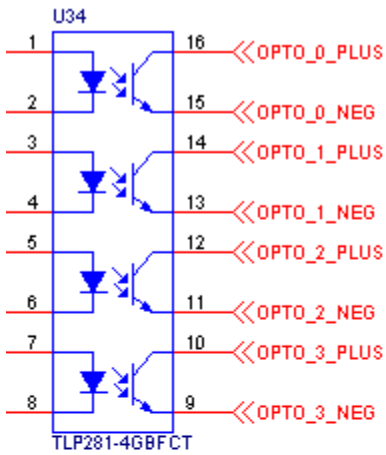 U34
1 16 OPTO_0_PLUS
2 15 OPTO_0_NEG
3 14 OPTO_1_PLUS
4 13 OPTO_1_NEG
5 12 OPTO_2_PLUS
6 11 OPTO_2_NEG
7 10 OPTO_3_PLUS
8 9 OPTO_3_NEG
TLP281-4GBFCT